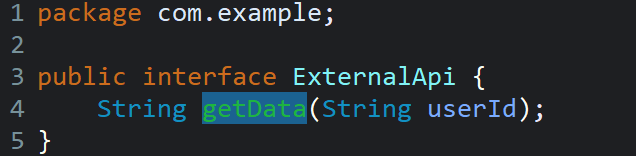 1 package com.example;
2
3 public interface ExternalApi {
4     String getData(String userId);
5 }